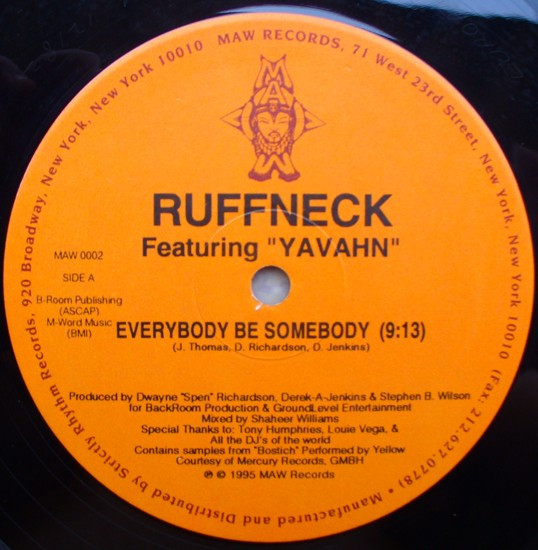 MAW RECORDS, 71 West 23rd Street, New York, New York 10010 (Fax: 212.627.0778) • Manufactured and Distributed by Strictly Rhythm Records, 920 Broadway, New York, New York 10010
MAW
RUFFNECK
Featuring "YAVAHN"
MAW 0002
SIDE A
B-Room Publishing
(ASCAP)
M-Word Music
(BMI)
EVERYBODY BE SOMEBODY (9:13)
(J. Thomas, D. Richardson, D. Jenkins)
Produced by Dwayne "Spen" Richardson, Derek-A-Jenkins & Stephen B. Wilson
for BackRoom Production & GroundLevel Entertainment
Mixed by Shaheer Williams
Special Thanks to: Tony Humphries, Louie Vega, &
All the DJ's of the world
Contains samples from "Bostich" Performed by Yellow
Courtesy of Mercury Records, GMBH
℗ © 1995 MAW Records